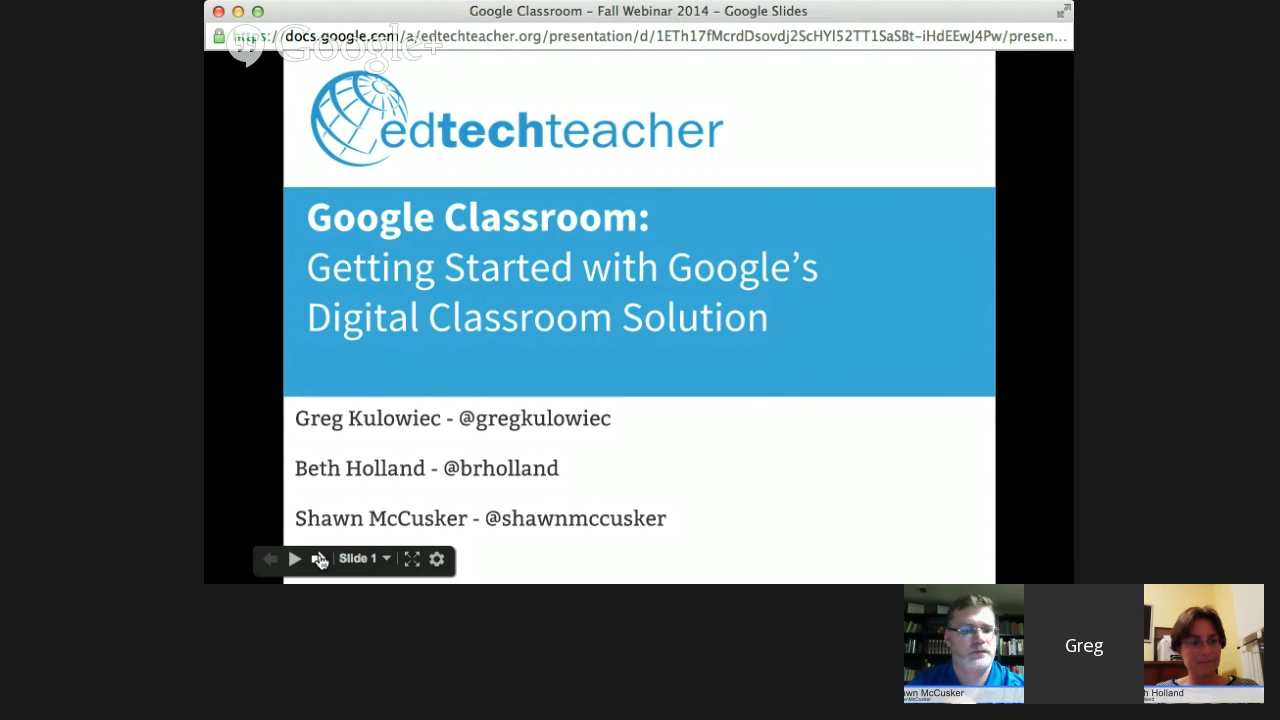 Google Classroom – Fall Webinar 2014 – Google Slides
https://docs.google.com/a/edtechteacher.org/presentation/d/1ETh17fMcrdDsovdj2ScHYl52TT1SaSBt-iHdEEwJ4Pw/presen...
Google+
edtechteacher
Google Classroom:
Getting Started with Google's
Digital Classroom Solution
Greg Kulowiec - @gregkulowiec
Beth Holland - @brholland
Shawn McCusker - @shawnmccusker
Slide 1
Greg
wn McCusker
h Holland